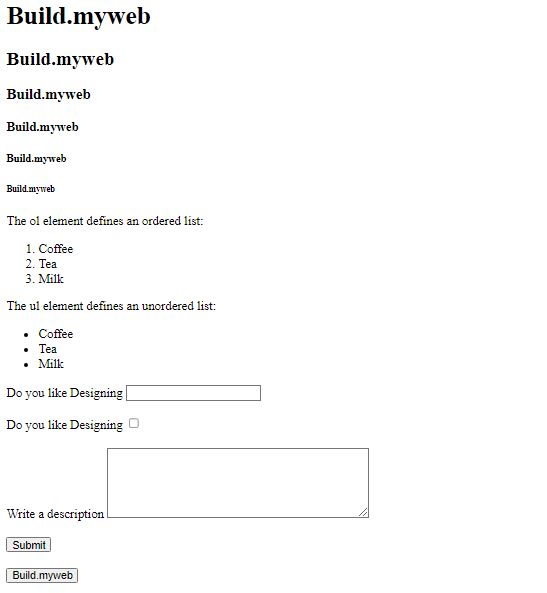 Build.myweb
Build.myweb
Build.myweb
Build.myweb
Build.myweb
Build.myweb
The ol element defines an ordered list:
1. Coffee
2. Tea
3. Milk
The ul element defines an unordered list:
• Coffee
• Tea
• Milk
Do you like Designing
Do you like Designing
Write a description
Submit
Build.myweb